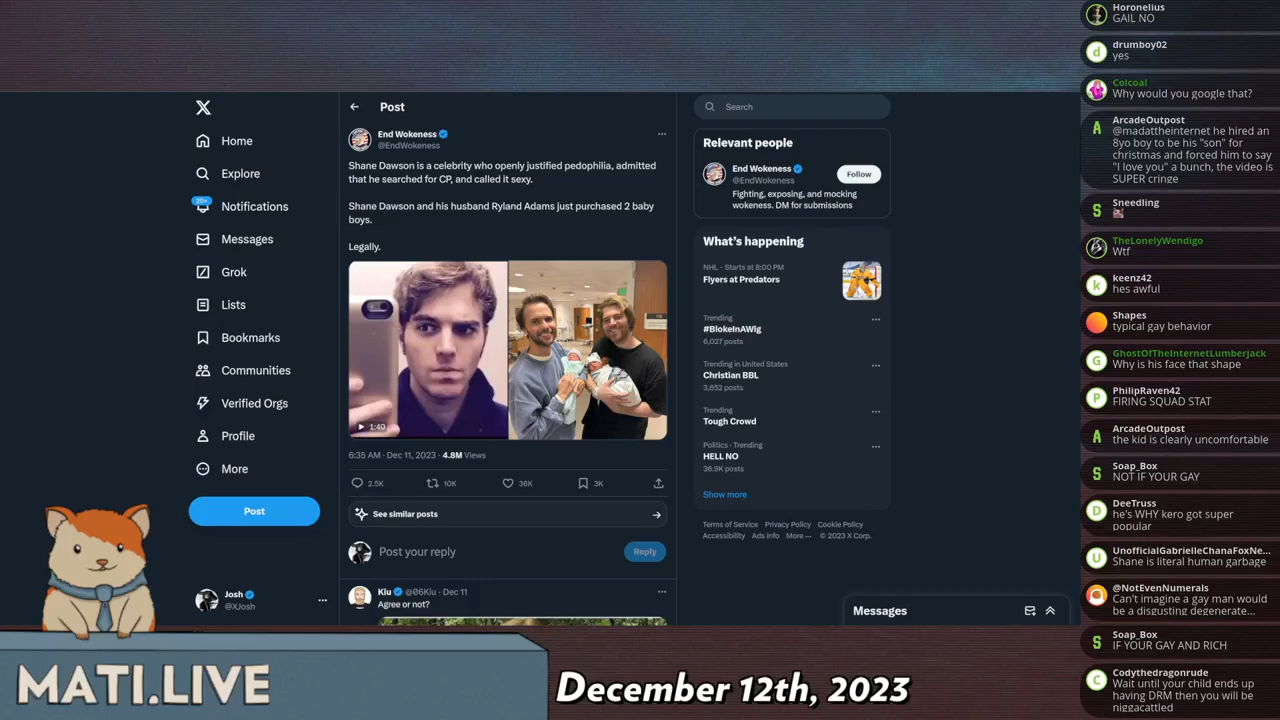 Home
Explore
20+
Notifications
Messages
Grok
Lists
Bookmarks
Communities
Verified Orgs
Profile
More
Post
Josh
@XJosh
Post
End Wokeness
@EndWokeness
Shane Dawson is a celebrity who openly justified pedophilia, admitted
that he searched for CP, and called it sexy.
Shane Dawson and his husband Ryland Adams just purchased 2 baby
boys.
Legally.
1:40
6:35 AM · Dec 11, 2023 · 4.8M Views
2.5K
10K
36K
3K
See similar posts
Post your reply
Reply
Kiu @06Kiu · Dec 11
Agree or not?
Search
Relevant people
End Wokeness
@EndWokeness
Follow
Fighting, exposing, and mocking
wokeness. DM for submissions
What's happening
NHL · Starts at 8:00 PM
Flyers at Predators
Trending
#BlokeInAWig
6,027 posts
Trending in United States
Christian BBL
3,652 posts
Trending
Tough Crowd
Politics · Trending
HELL NO
36.9K posts
Show more
Terms of Service Privacy Policy Cookie Policy
Accessibility Ads info More ··· © 2023 X Corp.
Messages
Horonelius
GAIL NO
drumboy02
yes
Colcoal
Why would you google that?
ArcadeOutpost
@madattheinternet he hired an
8yo boy to be his "son" for
christmas and forced him to say
"I love you" a bunch, the video is
SUPER cringe
Sneedling
TheLonelyWendigo
Wtf
keenz42
hes awful
Shapes
typical gay behavior
GhostOfTheInternetLumberjack
Why is his face that shape
PhilipRaven42
FIRING SQUAD STAT
ArcadeOutpost
the kid is clearly uncomfortable
Soap_Box
NOT IF YOUR GAY
DeeTruss
he's WHY kero got super
popular
UnofficialGabrielleChanaFoxNe...
Shane is literal human garbage
@NotEvenNumerals
Can't imagine a gay man would
be a disgusting degenerate...
Soap_Box
IF YOUR GAY AND RICH
Codythedragonrude
Wait until your child ends up
having DRM then you will be
niggacattled
MATI.LIVE
December 12th, 2023